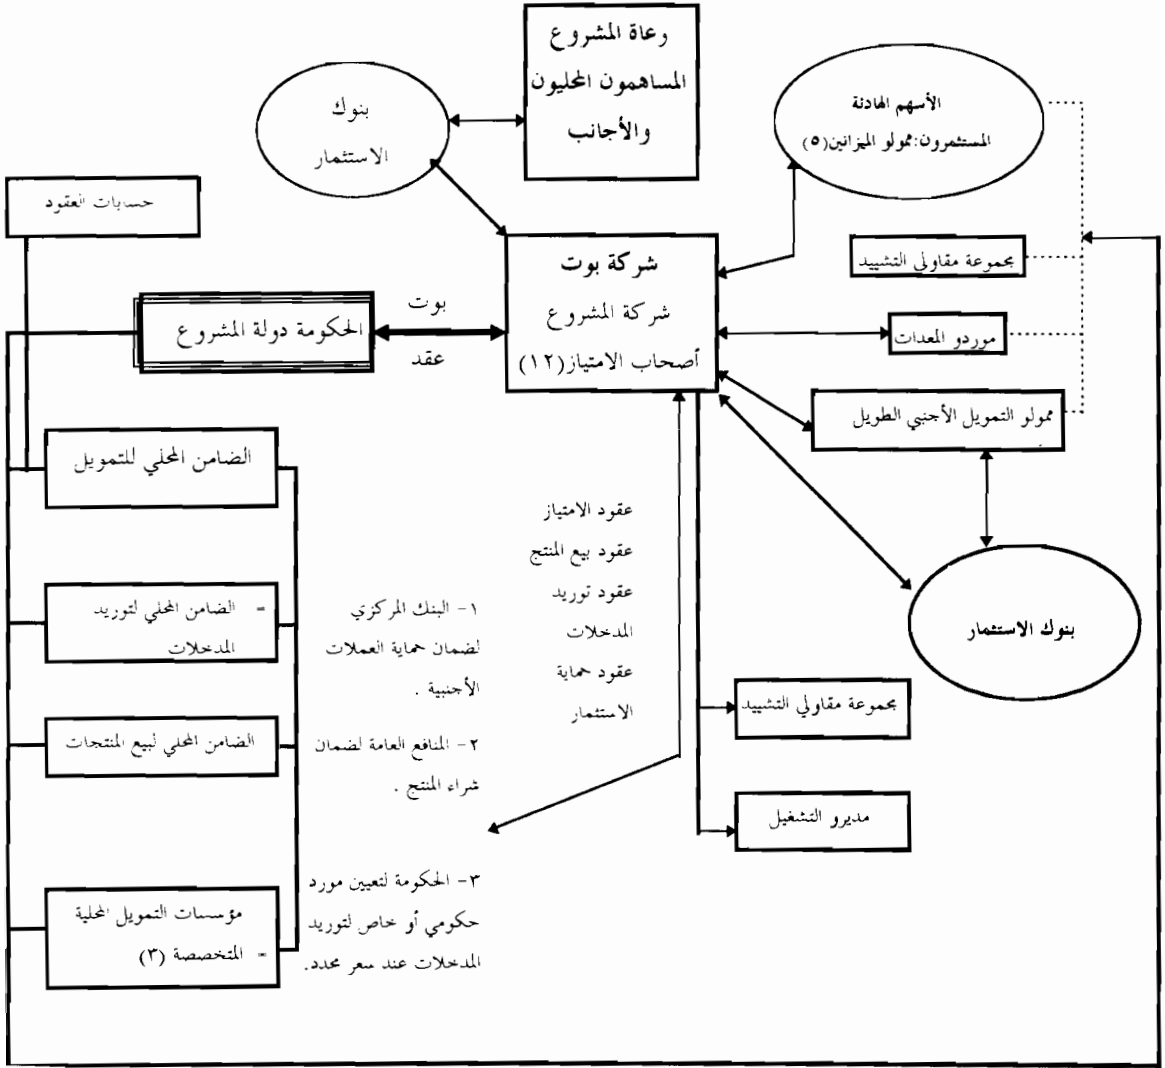 وعاة المشروع
المساهمون المحليون
والأجانب
بنوك
الاستثمار
الأسهم الهادئة
المستثمرون:ممولو الميزانين(٥)
حسابات العقود
شركة بوت
شركة المشروع
أصحاب الامتياز(١٢)
مجموعة مقاولي التشييد
بوت
عقد
الحكومة دولة المشروع
موردو المعدات
ممولو التمويل الأجنبي الطويل
الضامن المحلي للتمويل
عقود الامتياز
عقود بيع المنتج
عقود توريد
المدخلات
عقود حماية
الاستثمار
بنوك الاستثمار
- الضامن المحلي لتوريد
المدخلات
١- البنك المركزي
لضمان حماية العملات
الأجنبية .
مجموعة مقاولي التشييد
الضامن المحلي لبيع المنتجات
٢- المنافع العامة لضمان
شراء المنتج .
مديرو التشغيل
٣- الحكومة لتعيين مورد
حكومي أو خاص لتوريد
المدخلات عند سعر محدد.
مؤسسات التمويل المحلية
- المتخصصة (٣)